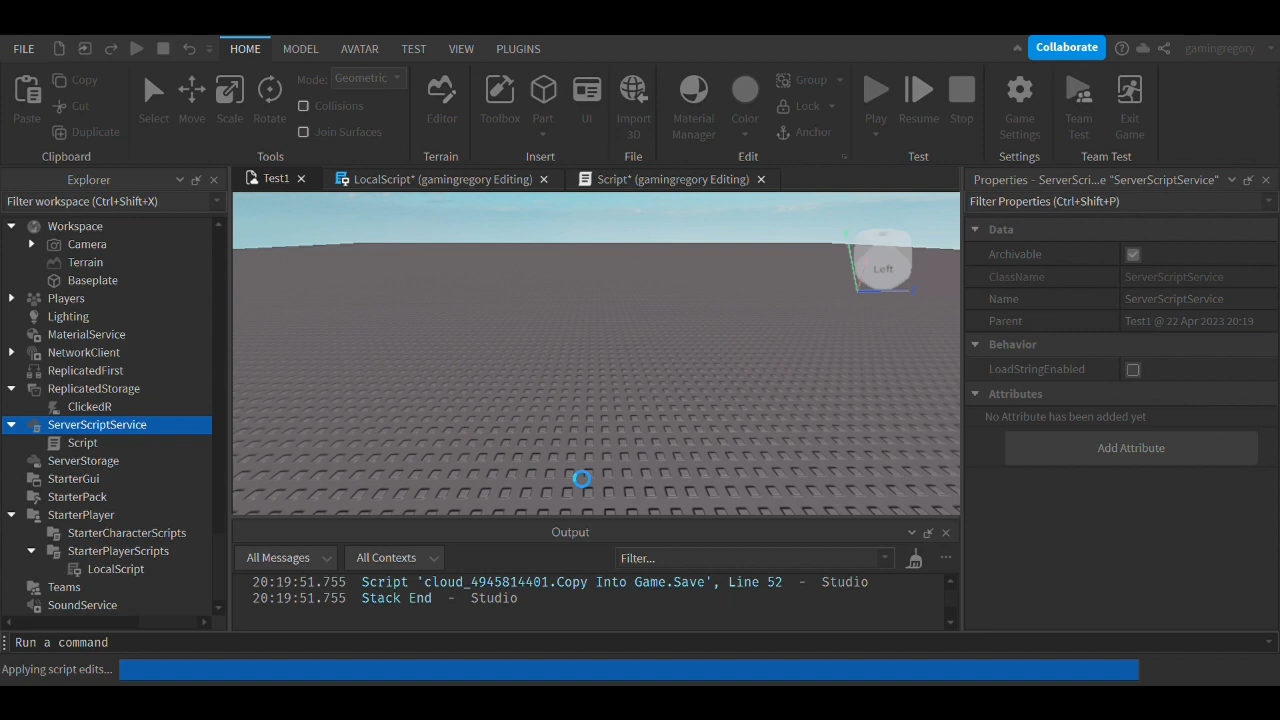 FILE HOME MODEL AVATAR TEST VIEW PLUGINS Collaborate gamingregory
Paste Copy Cut Duplicate Clipboard
Select Move Scale Rotate Mode: Geometric Collisions Join Surfaces Tools
Editor Terrain
Toolbox Part UI Insert
Import 3D File
Material Manager Color Group Lock Anchor Edit
Play Resume Stop Test
Game Settings Settings
Team Test Exit Game Team Test
Explorer
Filter workspace (Ctrl+Shift+X)
Workspace
Camera
Terrain
Baseplate
Players
Lighting
MaterialService
NetworkClient
ReplicatedFirst
ReplicatedStorage
ClickedR
ServerScriptService
Script
ServerStorage
StarterGui
StarterPack
StarterPlayer
StarterCharacterScripts
StarterPlayerScripts
LocalScript
Teams
SoundService
Test1 LocalScript* (gamingregory Editing) Script* (gamingregory Editing)
Left
Output
All Messages All Contexts Filter...
20:19:51.755 Script 'cloud_4945814401.Copy Into Game.Save', Line 52 - Studio
20:19:51.755 Stack End - Studio
Properties - ServerScri...e "ServerScriptService"
Filter Properties (Ctrl+Shift+P)
Data
Archivable
ClassName ServerScriptService
Name ServerScriptService
Parent Test1 @ 22 Apr 2023 20:19
Behavior
LoadStringEnabled
Attributes
No Attribute has been added yet
Add Attribute
Run a command
Applying script edits...